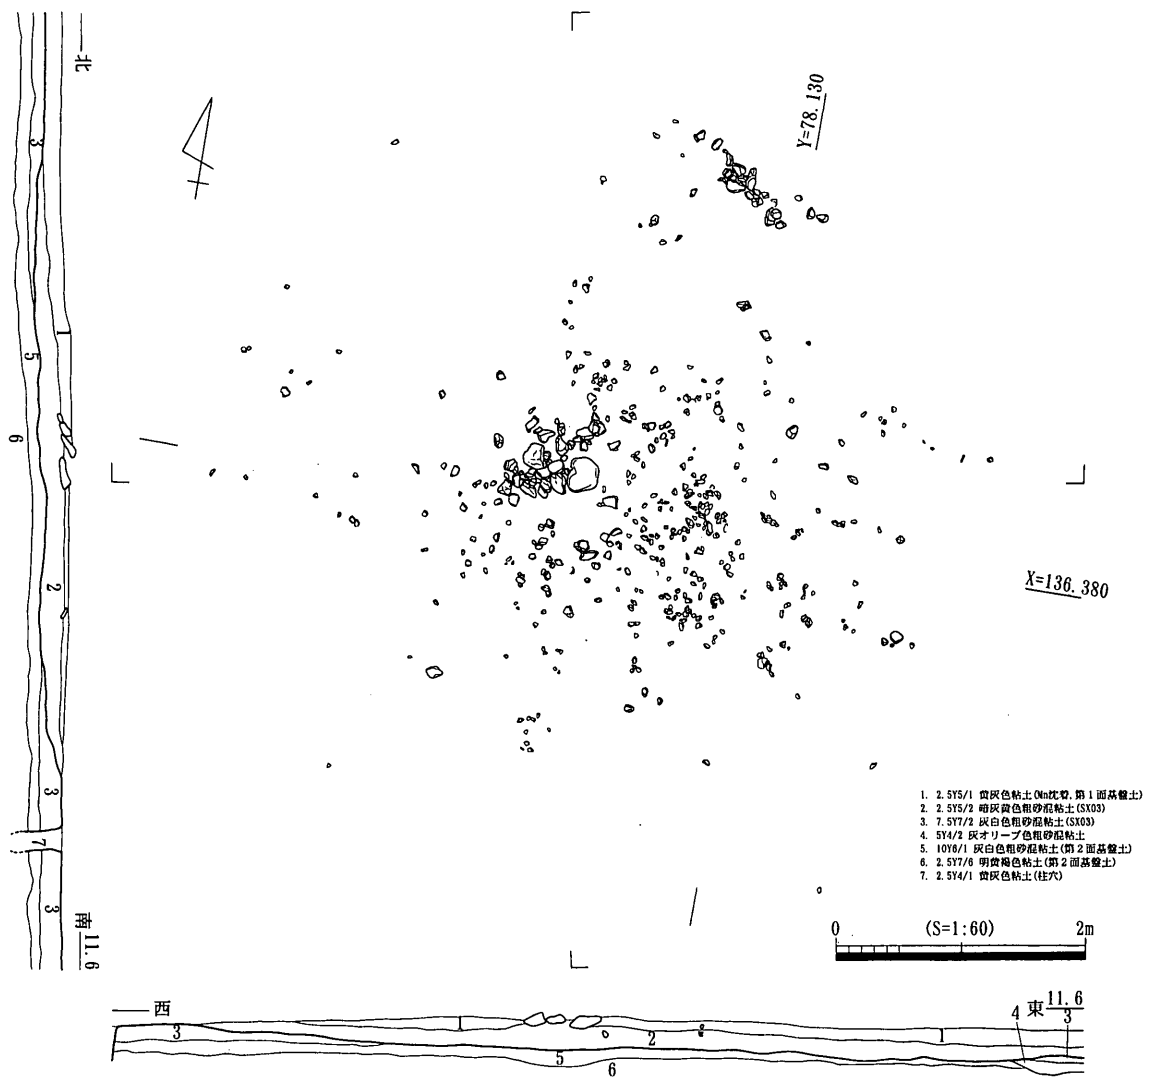 北
Y=78.130
3
1
5
6
2
X=136.380
3
7
3
南 11.6
1. 2.5Y5/1 黄灰色粘土(Mn沈着,第1面基盤土)
2. 2.5Y5/2 暗灰黄色粗砂混粘土(SX03)
3. 7.5Y7/2 灰白色粗砂混粘土(SX03)
4. 5Y4/2 灰オリーブ色粗砂混粘土
5. 10Y6/1 灰白色粗砂混粘土(第2面基盤土)
6. 2.5Y7/6 明黄褐色粘土(第2面基盤土)
7. 2.5Y4/1 黄灰色粘土(柱穴)
0 (S=1:60) 2m
西
東 11.6
3 1 2 1 4 3
5
6